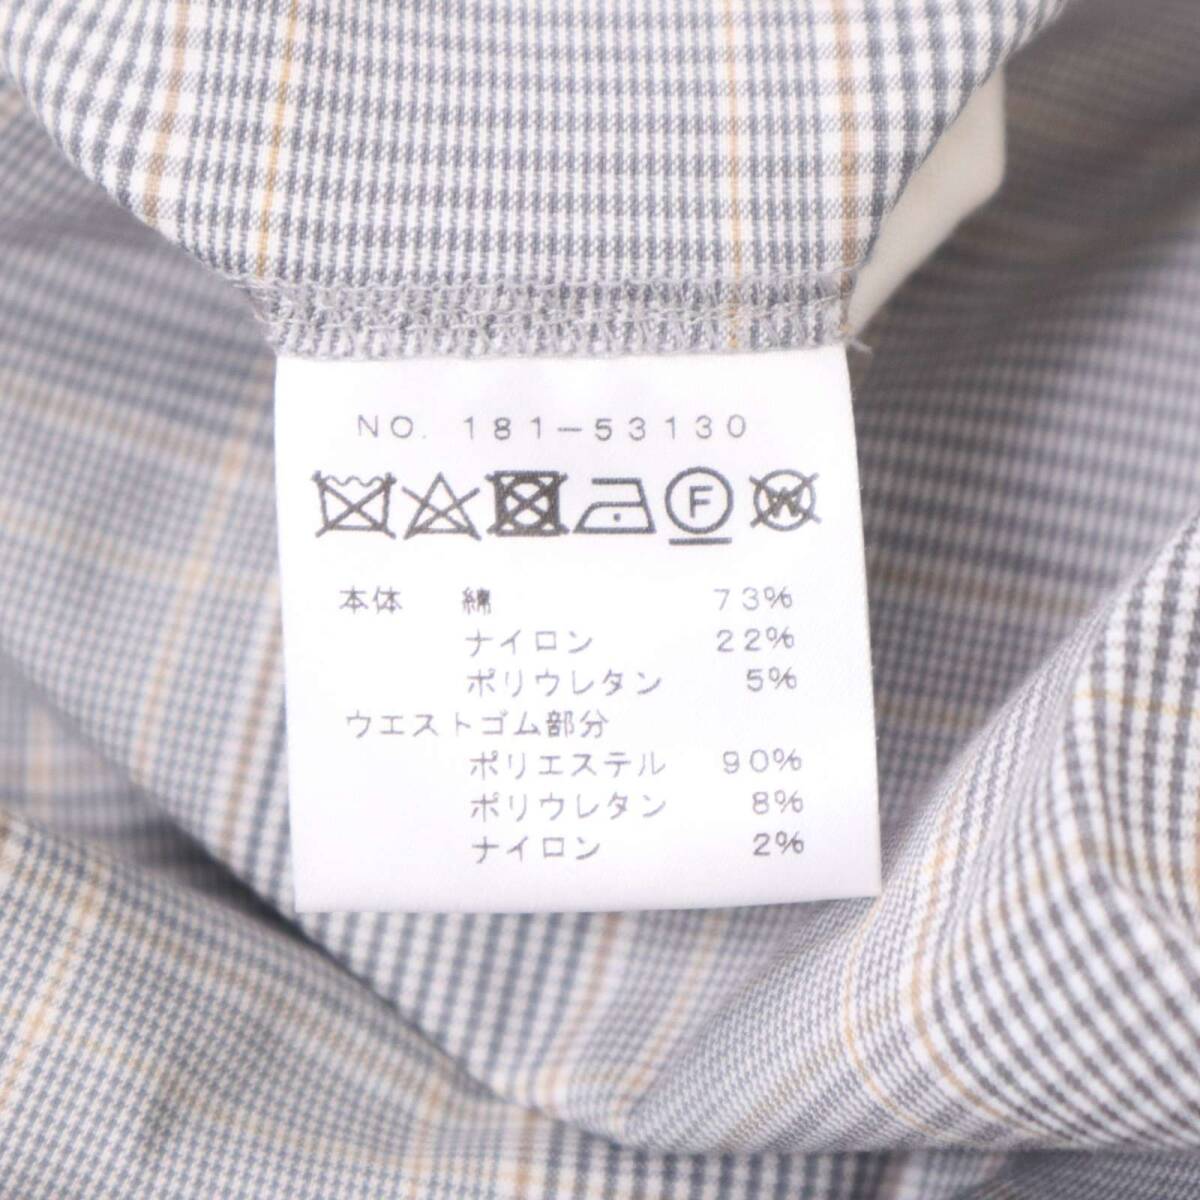 NO. 181-53130
F W
本体 綿 73%
ナイロン 22%
ポリウレタン 5%
ウエストゴム部分
ポリエステル 90%
ポリウレタン 8%
ナイロン 2%